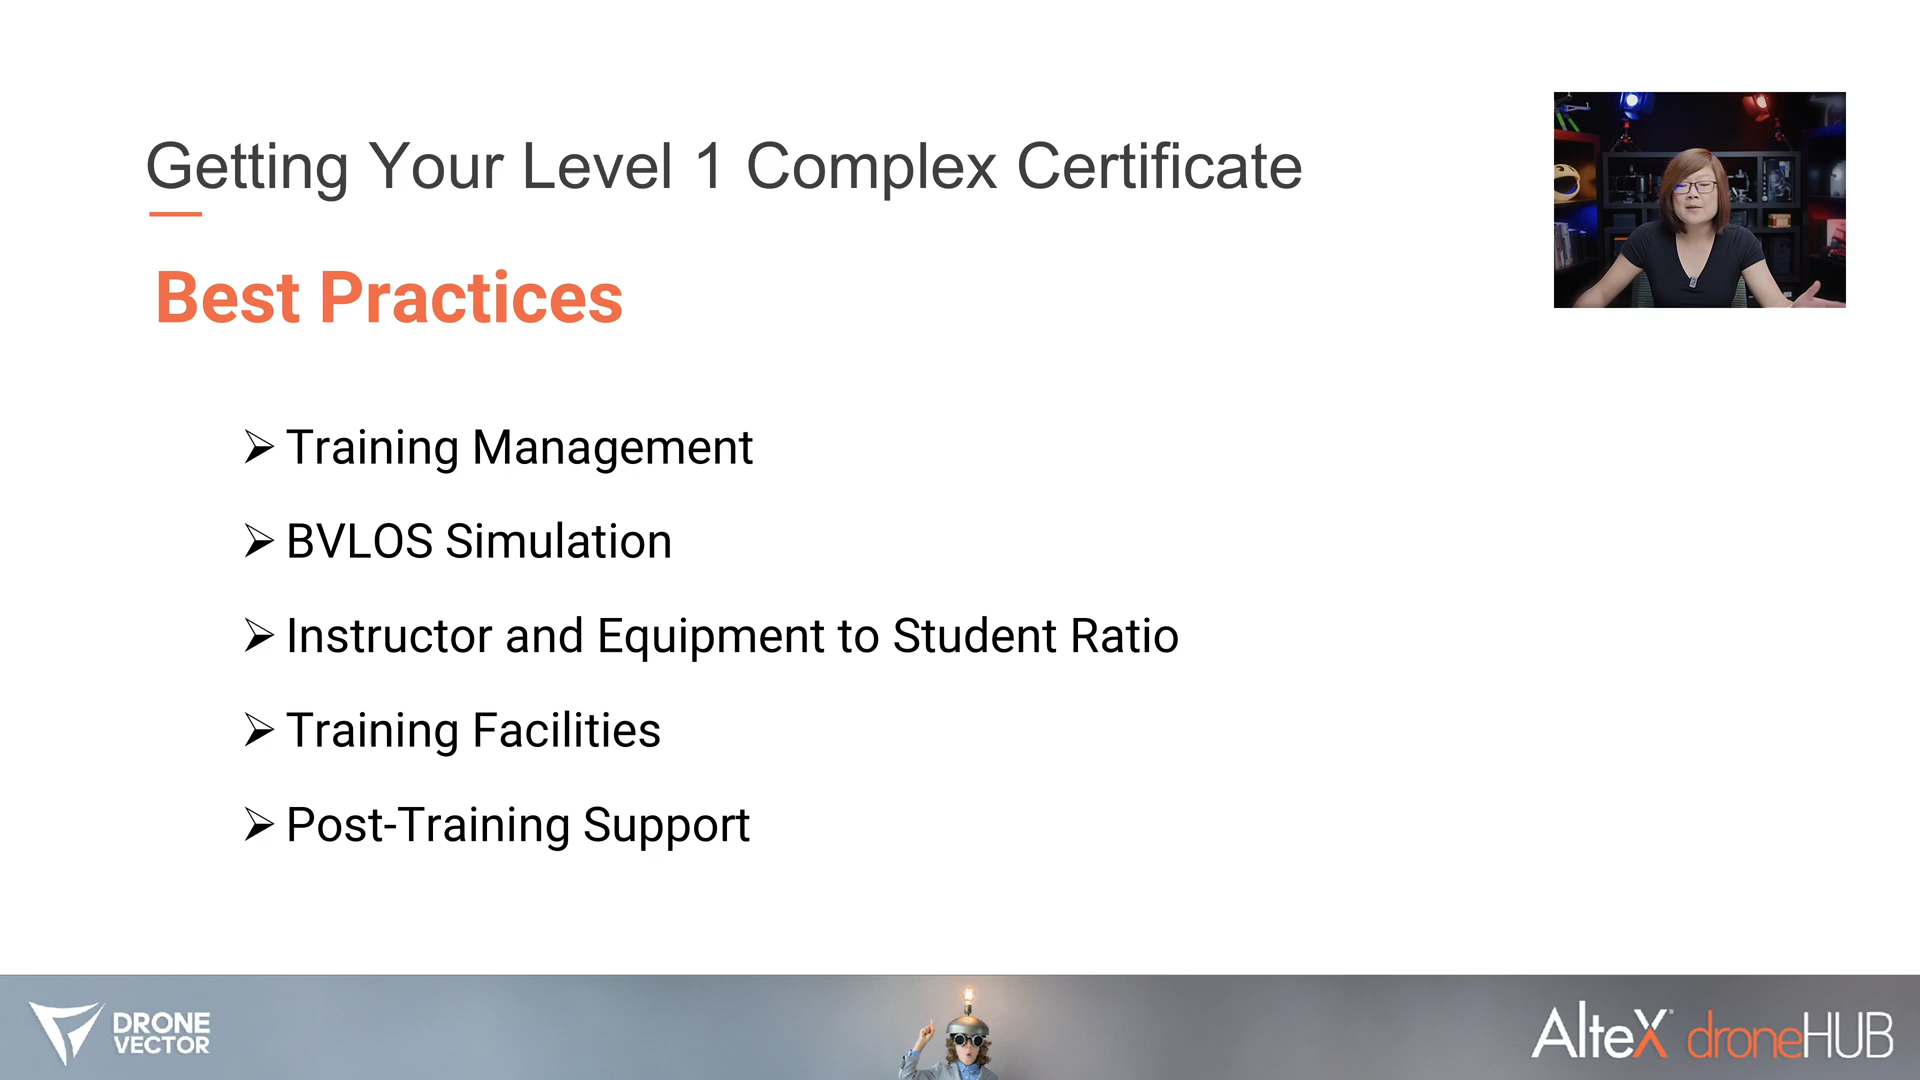 Getting Your Level 1 Complex Certificate
Best Practices
Training Management
BVLOS Simulation
Instructor and Equipment to Student Ratio
Training Facilities
Post-Training Support
DRONE
VECTOR
AlteX droneHUB